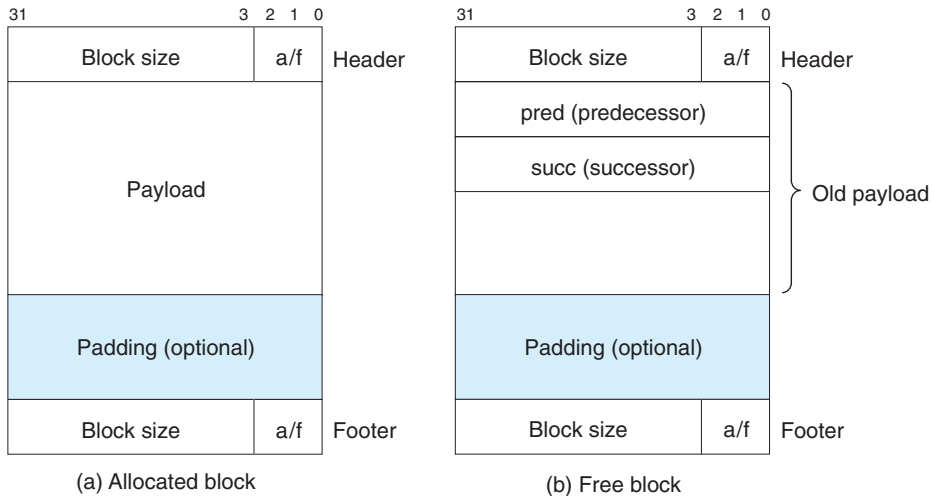 31 3 2 1 0
Block size a/f Header
Payload
Padding (optional)
Block size a/f Footer
(a) Allocated block
31 3 2 1 0
Block size a/f Header
pred (predecessor)
succ (successor)
Old payload
Padding (optional)
Block size a/f Footer
(b) Free block